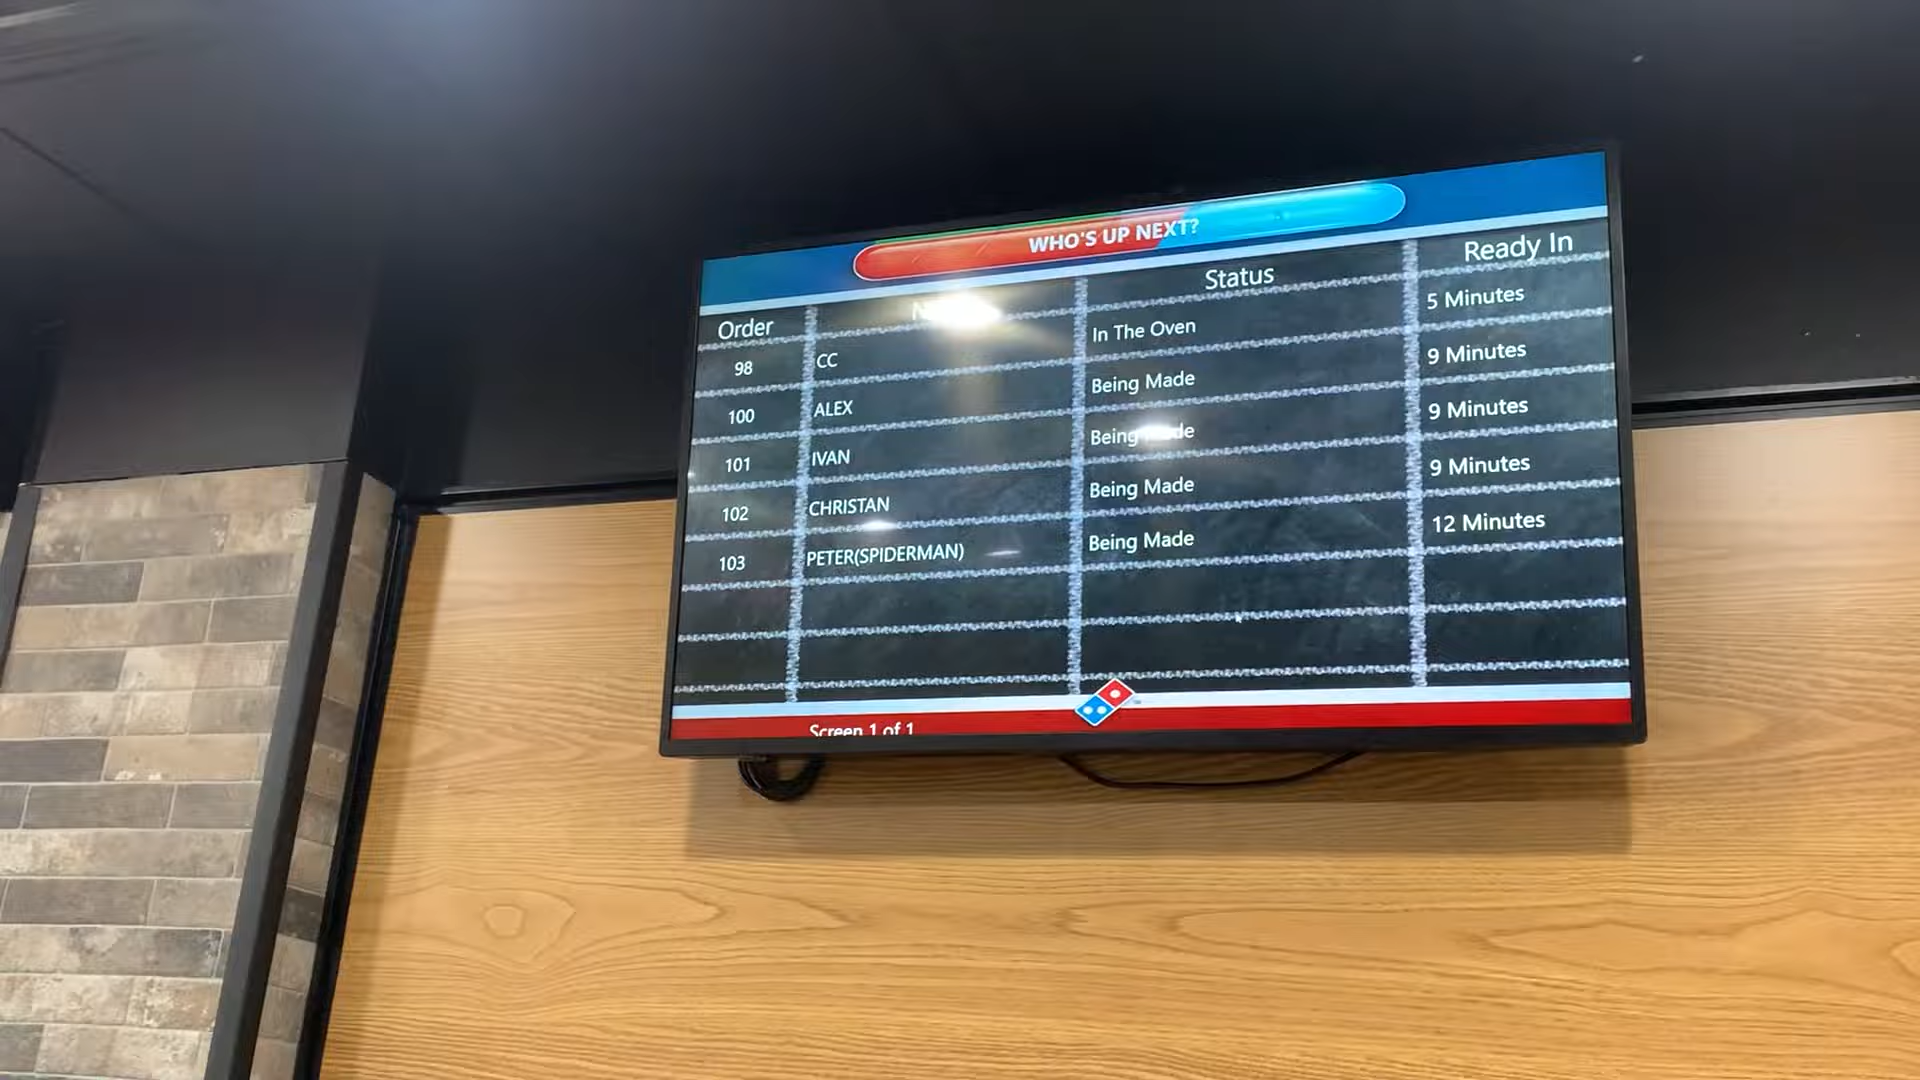 WHO'S UP NEXT?
Order Status Ready In
98 CC In The Oven 5 Minutes
100 ALEX Being Made 9 Minutes
101 IVAN Being Made 9 Minutes
102 CHRISTAN Being Made 9 Minutes
103 PETER(SPIDERMAN) Being Made 12 Minutes
Screen 1 of 1